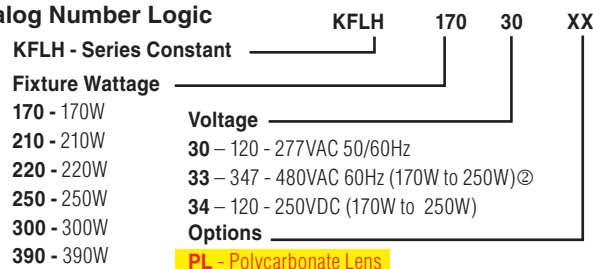 alog Number Logic
KFLH 170 30 XX
KFLH - Series Constant
Fixture Wattage
170 - 170W
210 - 210W
220 - 220W
250 - 250W
300 - 300W
390 - 390W
Voltage
30 – 120 - 277VAC 50/60Hz
33 – 347 - 480VAC 60Hz (170W to 250W)②
34 – 120 - 250VDC (170W to 250W)
Options
PL - Polycarbonate Lens